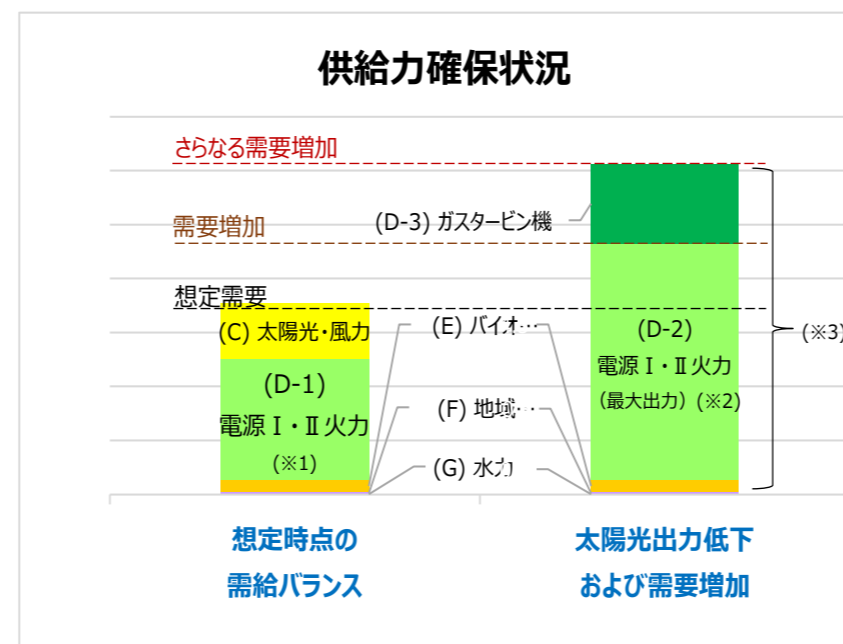 供給力確保状況
さらなる需要増加
需要増加
(D-3) ガスタービン機
想定需要
(C) 太陽光・風力
(E) バイオ…
(D-2)
(※3)
電源Ⅰ・Ⅱ火力
(D-1)
(最大出力) (※2)
電源Ⅰ・Ⅱ火力
(F) 地域…
(※1)
(G) 水力
想定時点の
需給バランス
太陽光出力低下
および需要増加